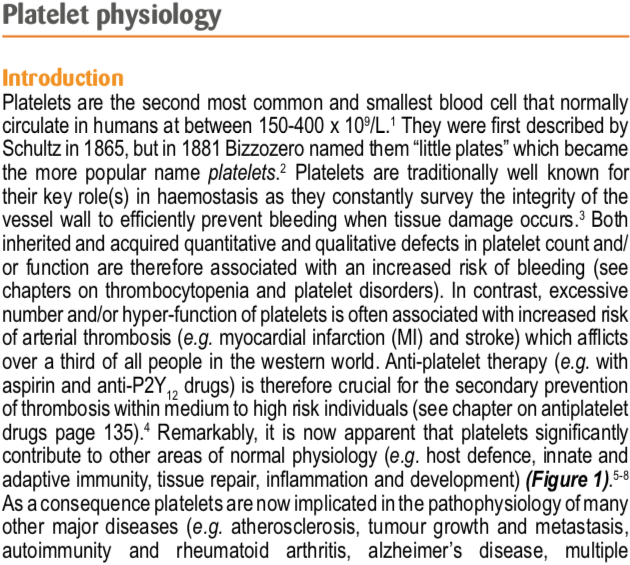 Platelet physiology
Introduction
Platelets are the second most common and smallest blood cell that normally
circulate in humans at between 150-400 x 10⁹/L.¹ They were first described by
Schultz in 1865, but in 1881 Bizzozero named them “little plates” which became
the more popular name platelets.² Platelets are traditionally well known for
their key role(s) in haemostasis as they constantly survey the integrity of the
vessel wall to efficiently prevent bleeding when tissue damage occurs.³ Both
inherited and acquired quantitative and qualitative defects in platelet count and/
or function are therefore associated with an increased risk of bleeding (see
chapters on thrombocytopenia and platelet disorders). In contrast, excessive
number and/or hyper-function of platelets is often associated with increased risk
of arterial thrombosis (e.g. myocardial infarction (MI) and stroke) which afflicts
over a third of all people in the western world. Anti-platelet therapy (e.g. with
aspirin and anti-P2Y₁₂ drugs) is therefore crucial for the secondary prevention
of thrombosis within medium to high risk individuals (see chapter on antiplatelet
drugs page 135).⁴ Remarkably, it is now apparent that platelets significantly
contribute to other areas of normal physiology (e.g. host defence, innate and
adaptive immunity, tissue repair, inflammation and development) (Figure 1).⁵⁻⁸
As a consequence platelets are now implicated in the pathophysiology of many
other major diseases (e.g. atherosclerosis, tumour growth and metastasis,
autoimmunity and rheumatoid arthritis, alzheimer’s disease, multiple